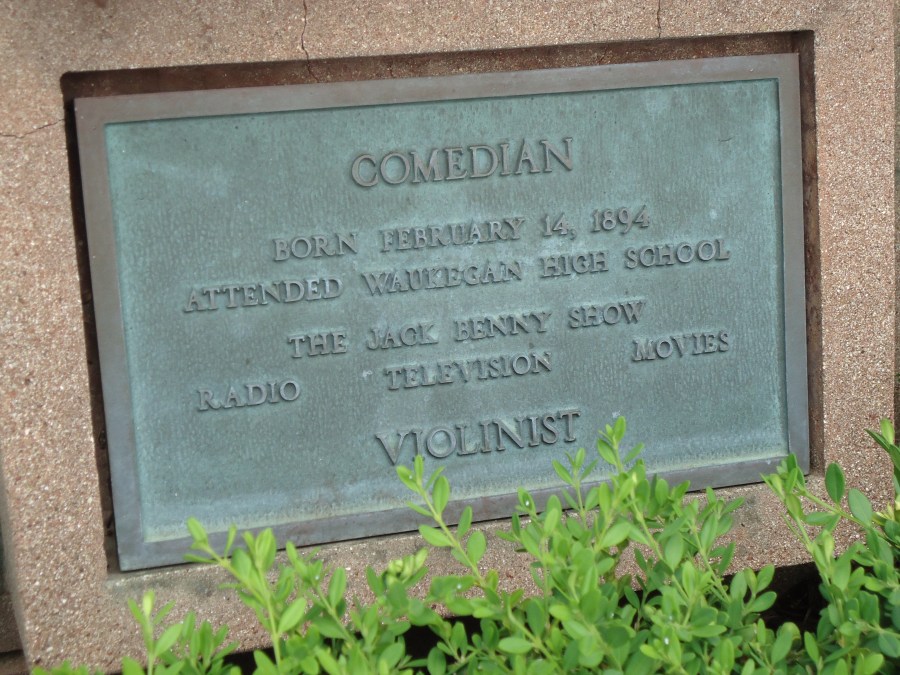 COMEDIAN
BORN FEBRUARY 14, 1894
ATTENDED WAUKEGAN HIGH SCHOOL
THE JACK BENNY SHOW
RADIO TELEVISION MOVIES
VIOLINIST